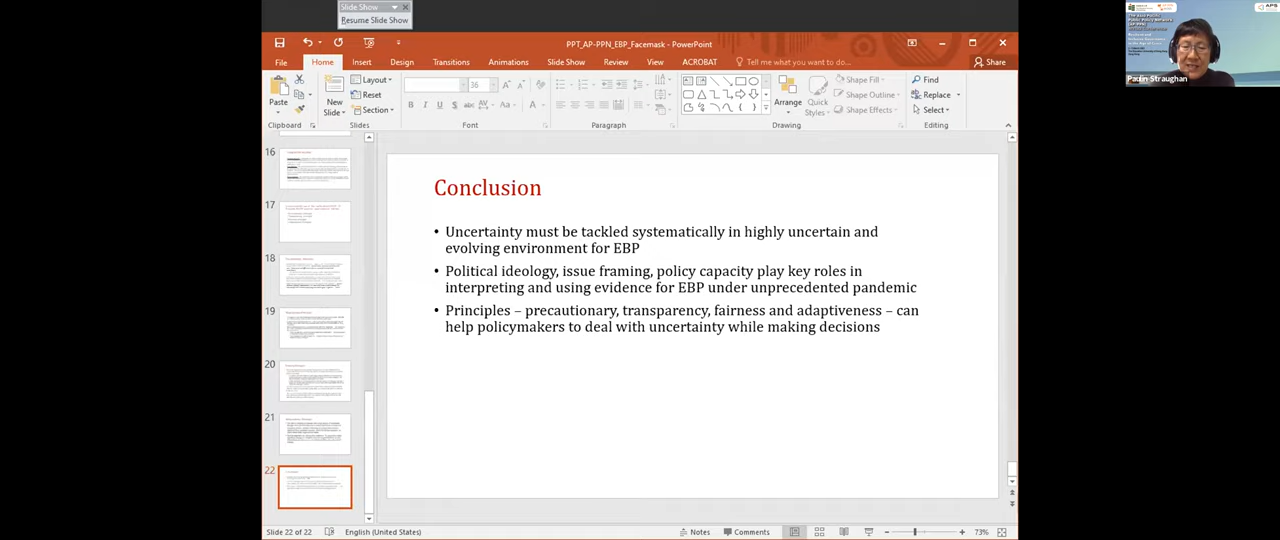 Slide Show
Resume Slide Show
PPT_AP-PPN_EBP_Facemask - PowerPoint
File Home Insert Design Transitions Animations Slide Show Review View ACROBAT Tell me what you want to do... Share
Paste
Clipboard
New
Slide
Layout
Reset
Section
Slides
38
Font
Paragraph
Arrange
Quick
Styles
Shape Fill
Shape Outline
Shape Effects
Drawing
Find
Replace
Select
Editing
Paulin Straughan
16
17
18
19
20
21
22
Conclusion
• Uncertainty must be tackled systematically in highly uncertain and
evolving environment for EBP
• Political ideology, issue framing, policy capacity play key roles in
interpreting and using evidence for EBP under unprecedented pandemic
• Principles – precautionary, transparency, fairness and adaptiveness – can
help policymakers to deal with uncertainty while making decisions
Slide 22 of 22 English (United States) Notes Comments 73%